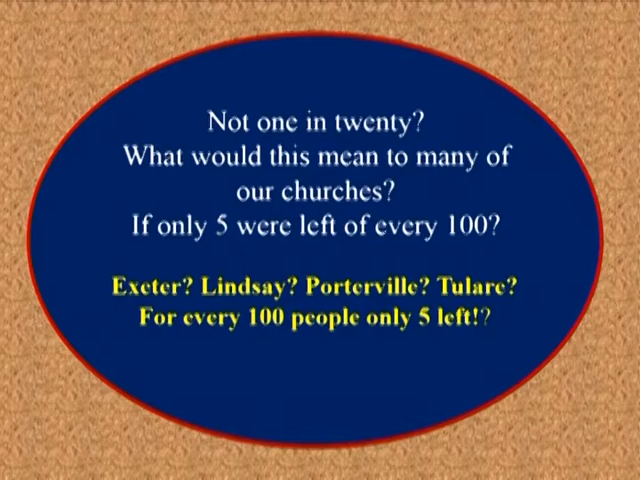 Not one in twenty?
What would this mean to many of
our churches?
If only 5 were left of every 100?
Exeter? Lindsay? Porterville? Tulare?
For every 100 people only 5 left!?